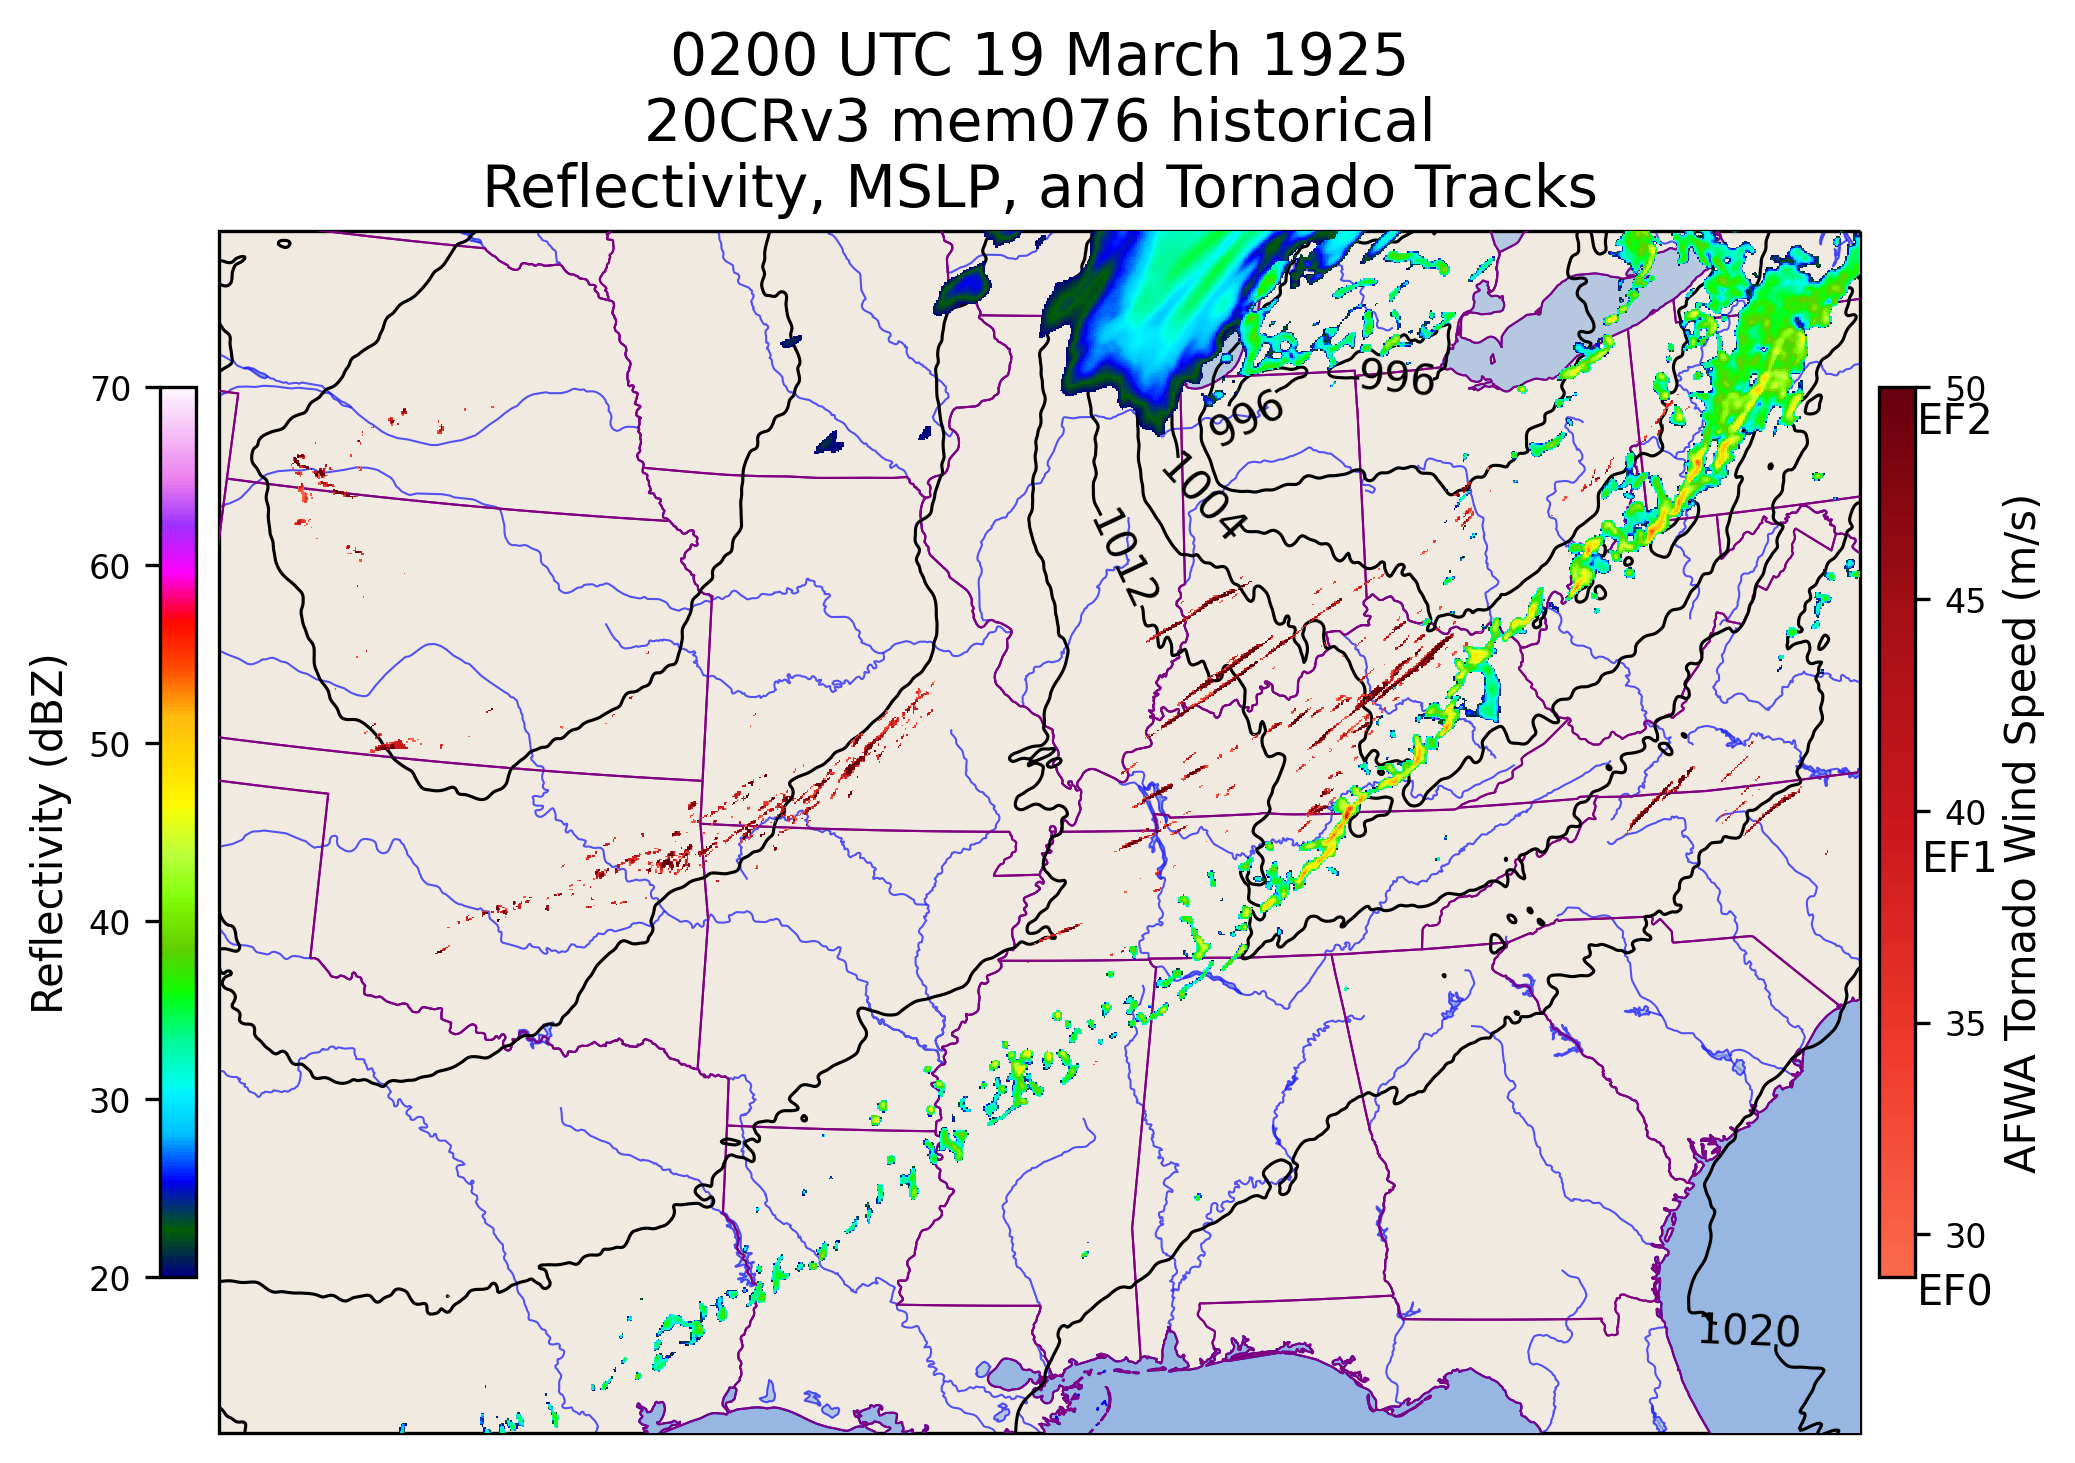 0200 UTC 19 March 1925
20CRv3 mem076 historical
Reflectivity, MSLP, and Tornado Tracks
70
60
50
40
30
20
Reflectivity (dBZ)
996
996
1004
1012
1020
50
EF2
45
40
EF1
35
30
EF0
AFWA Tornado Wind Speed (m/s)